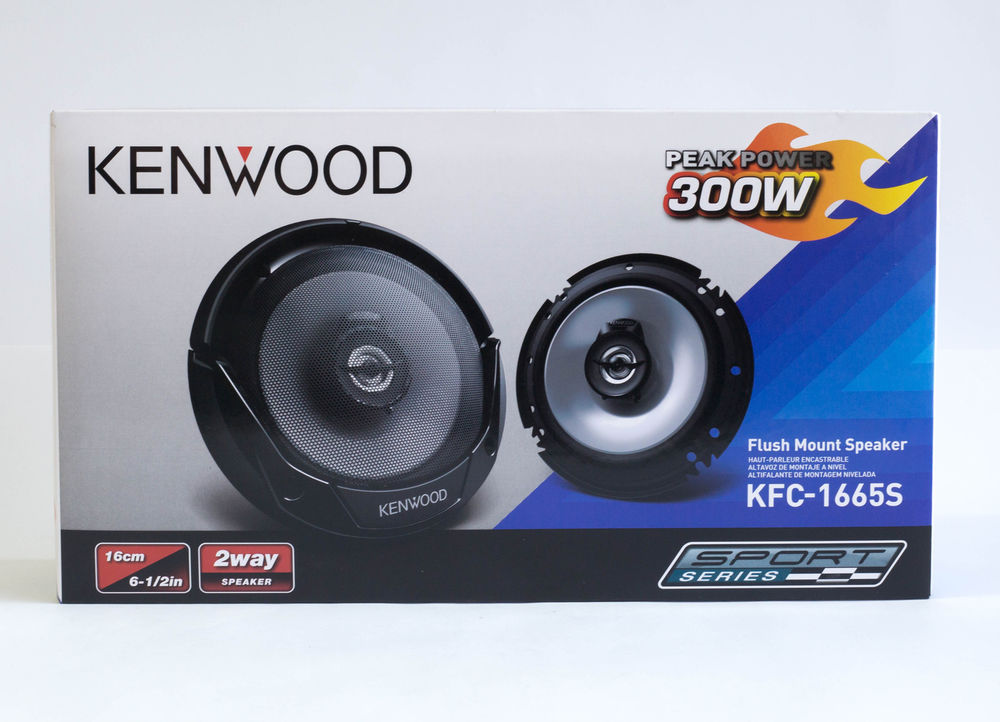 KENWOOD
PEAK POWER
300W
KENWOOD
KENWOOD
Flush Mount Speaker
HAUT-PARLEUR ENCASTRABLE
ALTAVOZ DE MONTAJE A NIVEL
ALTIFALANTE DE MONTAGEM NIVELADA
KFC-1665S
16cm
6-1/2in
2way
SPEAKER
SPORT
SERIES